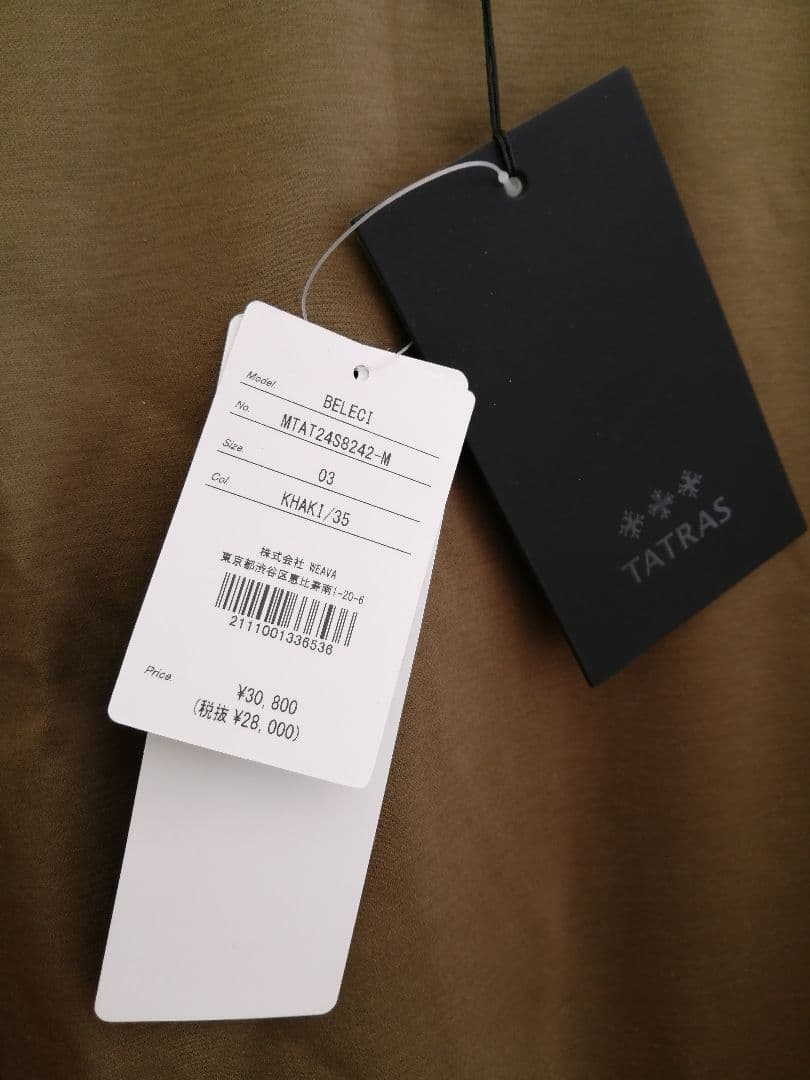 Model.
BELECI
No.
MTAT24S8242-M
Size.
03
Col.
KHAKI/35
株式会社 WEAVA
東京都渋谷区恵比寿南1-20-6
2111001336536
Price.
¥30,800
(税抜 ¥28,000)
TATRAS